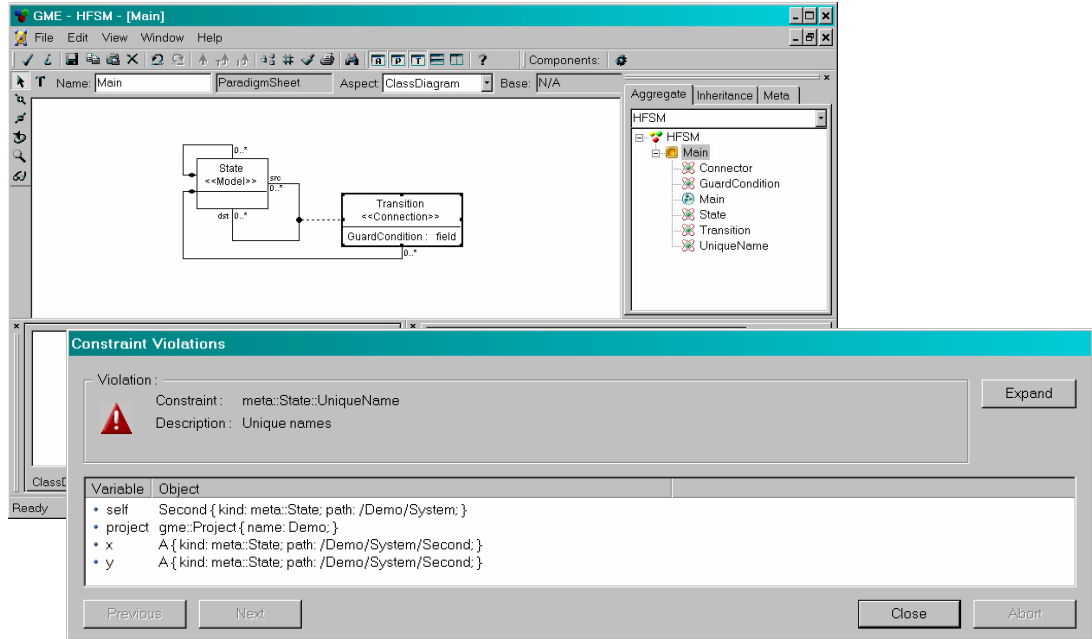 GME - HFSM - [Main]
File Edit View Window Help
Components:
Name: Main ParadigmSheet Aspect: ClassDiagram Base: N/A
Aggregate Inheritance Meta
HFSM
HFSM
Main
Connector
GuardCondition
Main
State
Transition
UniqueName
0..*
State
<<Model>>
src
0..*
dst 0..*
Transition
<<Connection>>
GuardCondition : field
0..*
ClassD
Ready
Constraint Violations
Violation :
Constraint : meta::State::UniqueName
Description : Unique names
Expand
Variable Object
self Second { kind: meta::State; path: /Demo/System; }
project gme::Project { name: Demo; }
x A { kind: meta::State; path: /Demo/System/Second; }
y A { kind: meta::State; path: /Demo/System/Second; }
Previous Next Close Abort